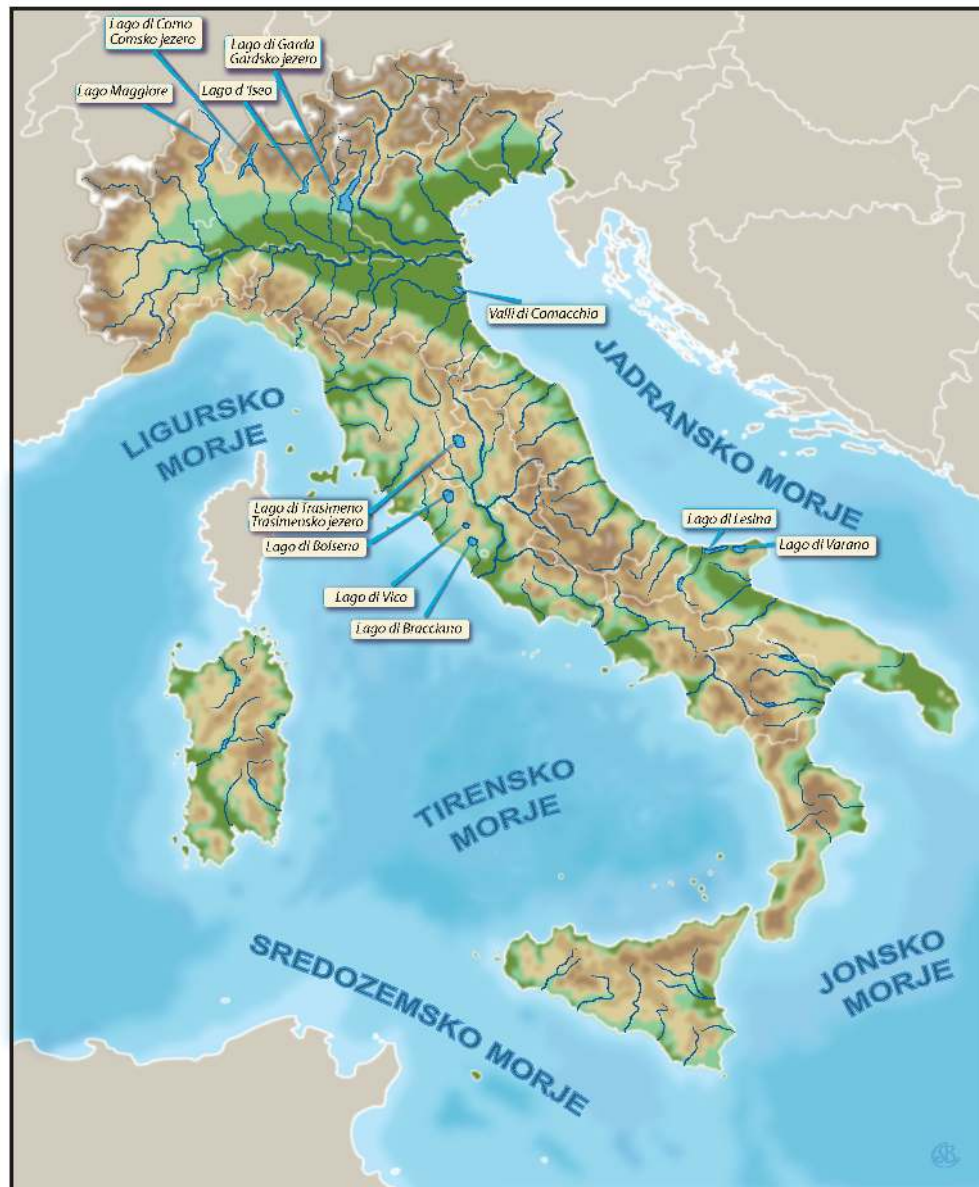 Lago di Como
Comsko jezero
Lago di Garda
Gardsko jezero
Lago Maggiore
Lago d'Iseo
Valli di Comacchio
LIGURSKO
MORJE
JADRANSKO MORJE
Lago di Trasimeno
Trasimensko jezero
Lago di Bolseno
Lago di Lesina
Lago di Varano
Lago di Vico
Lago di Bracciano
TIRENSKO
MORJE
SREDOZEMSKO MORJE
JONSKO
MORJE